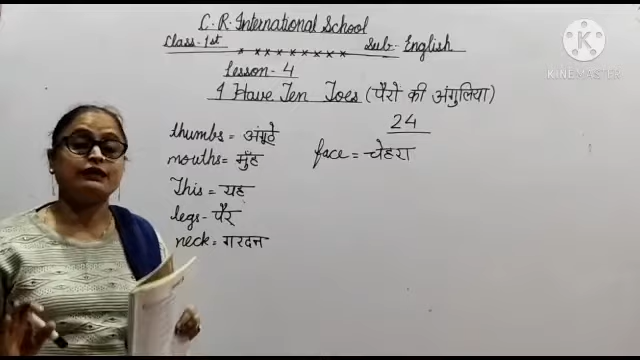 C.R. International School
Class-1st ××××××××× Sub:- English
Lesson-4
I Have Ten Toes (पैरो की अंगुलिया)
24
thumbs = अंगूठे
mouths = मुँह
face = चेहरा
This = यह
legs - पैर
neck = गरदन
KINEMASTER